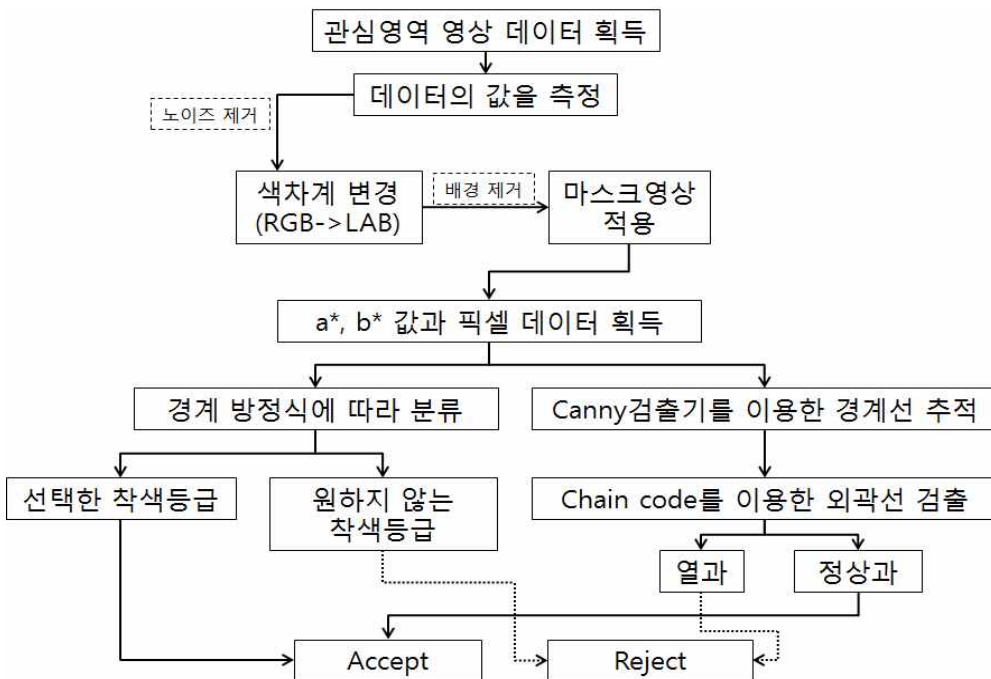 관심영역 영상 데이터 획득
데이터의 값을 측정
노이즈 제거
색차계 변경
(RGB->LAB)
배경 제거
마스크영상
적용
a*, b* 값과 픽셀 데이터 획득
경계 방정식에 따라 분류
Canny검출기를 이용한 경계선 추적
선택한 착색등급
원하지 않는
착색등급
Chain code를 이용한 외곽선 검출
열과
정상과
Accept
Reject